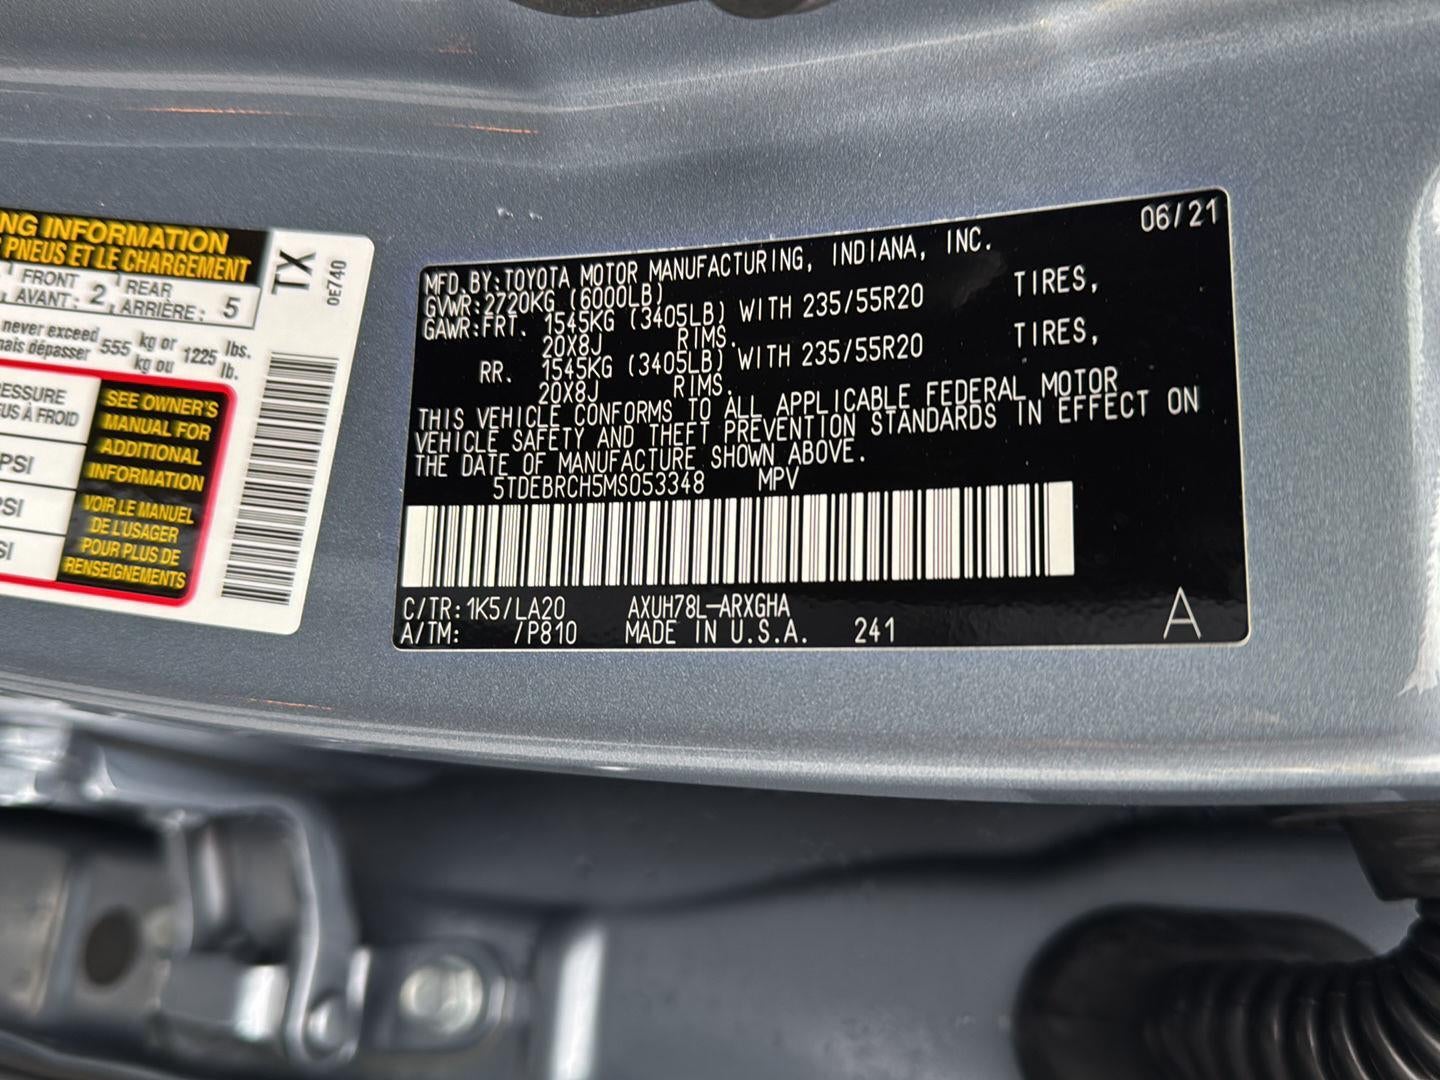 NG INFORMATION
PNEUS ET LE CHARGEMENT
FRONT 2 REAR 5
AVANT: ARRIÈRE:
never exceed 555 kg or 1225 lbs.
mais dépasser kg ou lb.
ESSURE
US À FROID
PSI
SI
SI
SEE OWNER'S
MANUAL FOR
ADDITIONAL
INFORMATION
VOIR LE MANUEL
DE L'USAGER
POUR PLUS DE
RENSEIGNEMENTS
TX
0E740
06/21
MFD.BY:TOYOTA MOTOR MANUFACTURING, INDIANA, INC.
GVWR:2720KG (6000LB)
GAWR:FRT. 1545KG (3405LB) WITH 235/55R20 TIRES,
20X8J RIMS.
RR. 1545KG (3405LB) WITH 235/55R20 TIRES,
20X8J RIMS.
THIS VEHICLE CONFORMS TO ALL APPLICABLE FEDERAL MOTOR
VEHICLE SAFETY AND THEFT PREVENTION STANDARDS IN EFFECT ON
THE DATE OF MANUFACTURE SHOWN ABOVE.
5TDEBRCH5MS053348 MPV
C/TR:1K5/LA20 AXUH78L-ARXGHA
A/TM: /P810 MADE IN U.S.A. 241
A